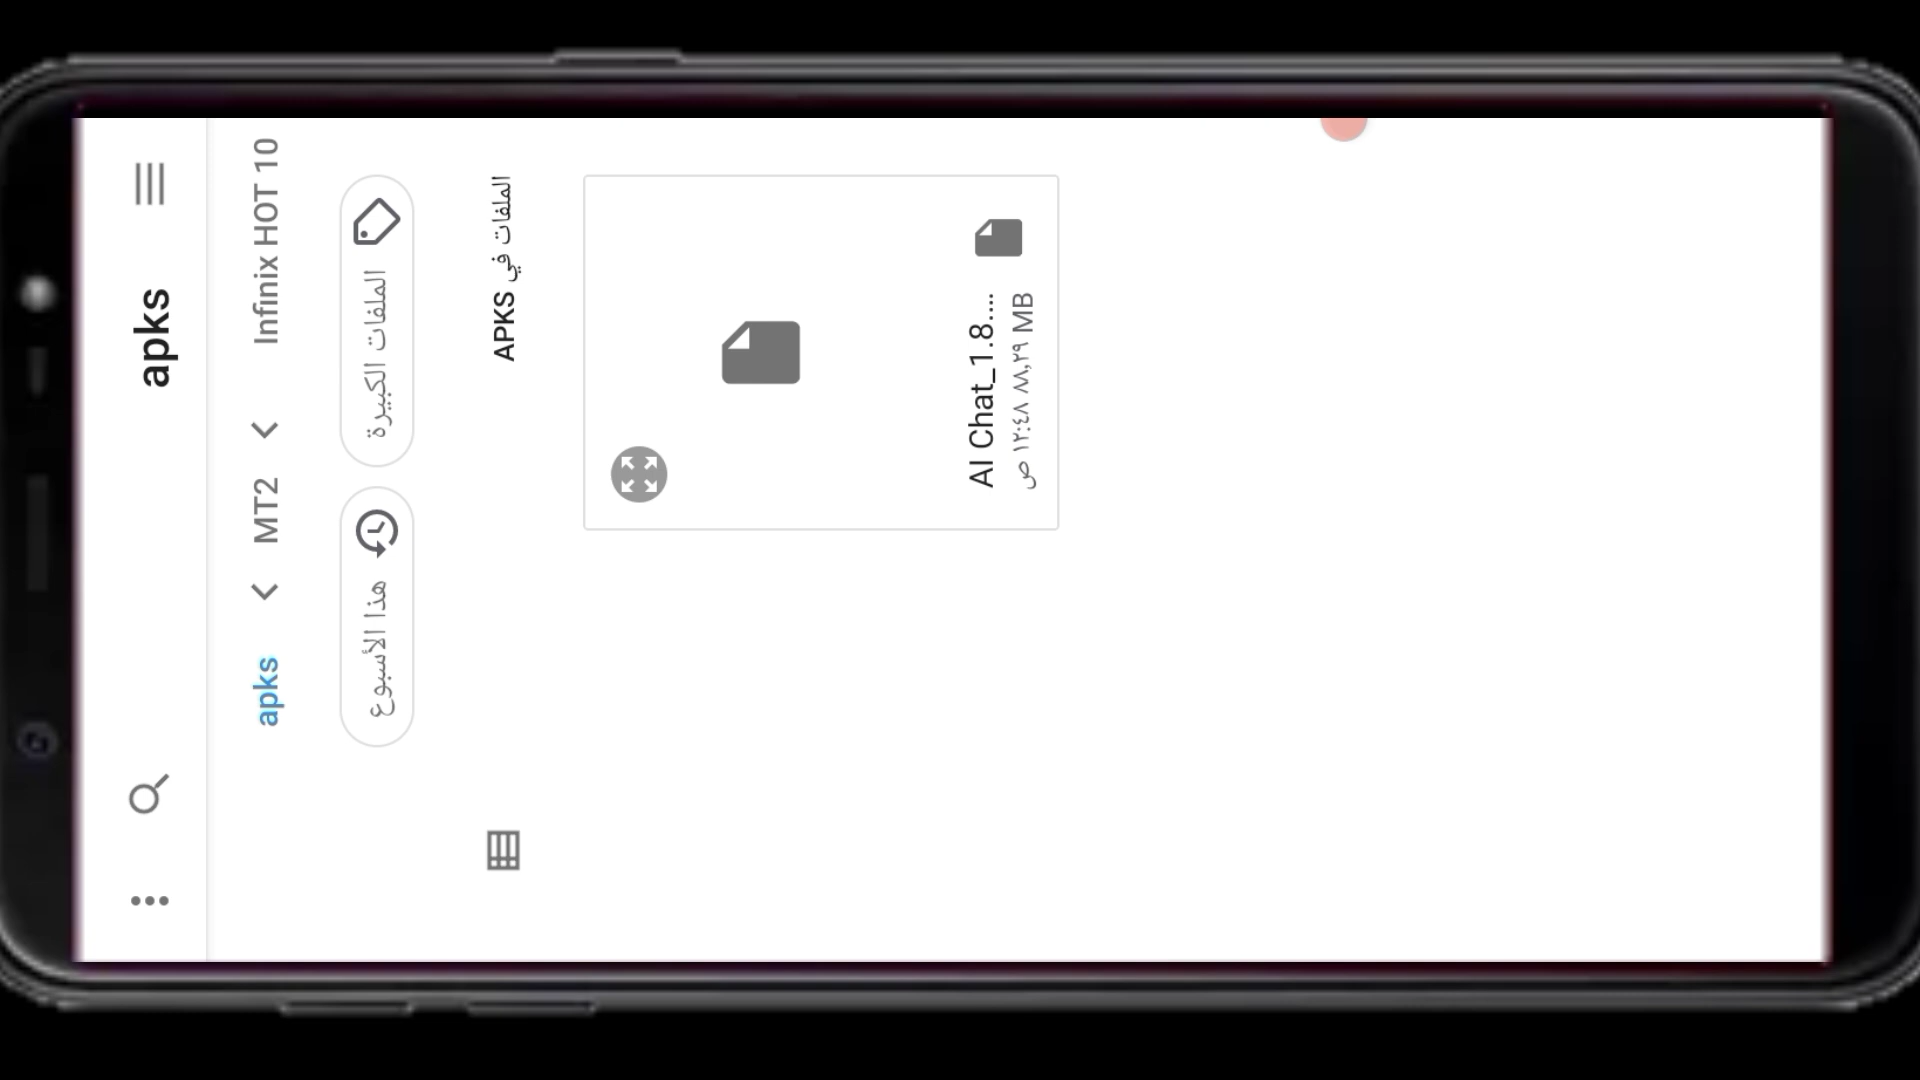 apks
Infinix HOT 10
MT2
apks
الملفات الكبيرة
هذا الأسبوع
الملفات في APKS
AI Chat_1.8....
٨٨٫٢٩ MB ١٢:٤٨ ص